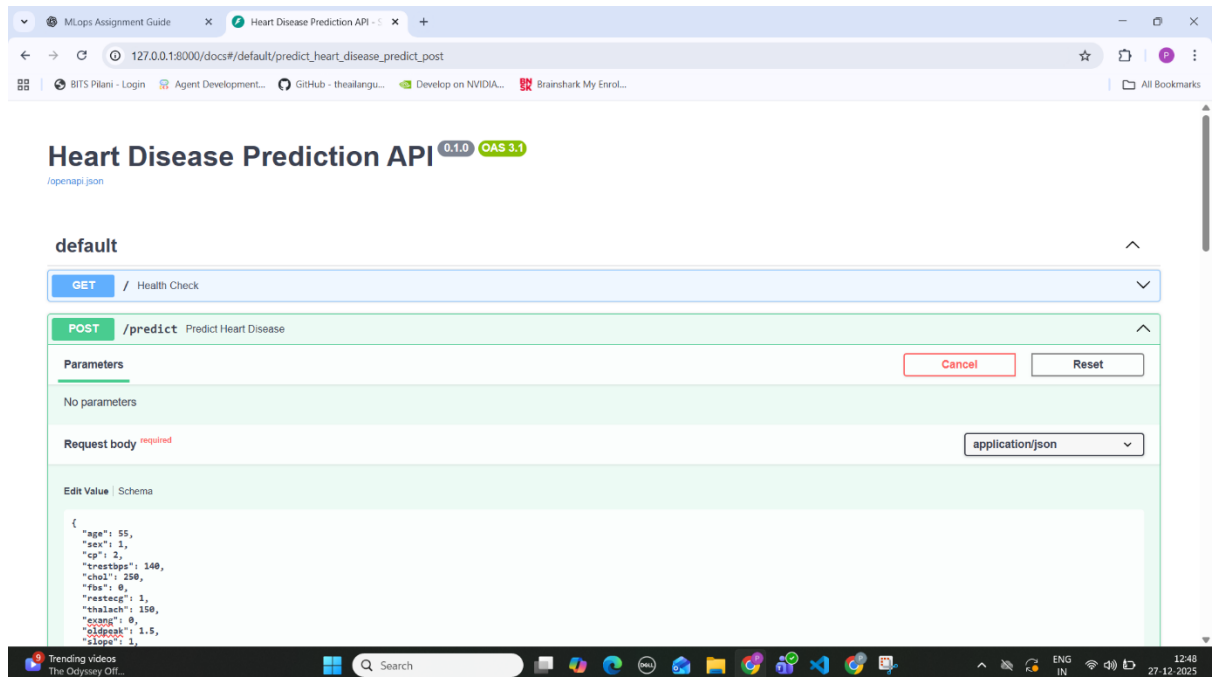 MLops Assignment Guide
Heart Disease Prediction API - S
127.0.0.1:8000/docs#/default/predict_heart_disease_predict_post
P
BITS Pilani - Login
Agent Development...
GitHub - theailangu...
Develop on NVIDIA...
BN SK
Brainshark My Enrol...
All Bookmarks
Heart Disease Prediction API 0.1.0 OAS 3.1
/openapi.json
default
GET / Health Check
POST /predict Predict Heart Disease
Parameters
Cancel
Reset
No parameters
Request body required
application/json
Edit Value | Schema
{
"age": 55,
"sex": 1,
"cp": 2,
"trestbps": 140,
"chol": 250,
"fbs": 0,
"restecg": 1,
"thalach": 150,
"exang": 0,
"oldpeak": 1.5,
"slope": 1,
9
Trending videos
The Odyssey Off...
Search
DELL
ENG
IN
12:48
27-12-2025